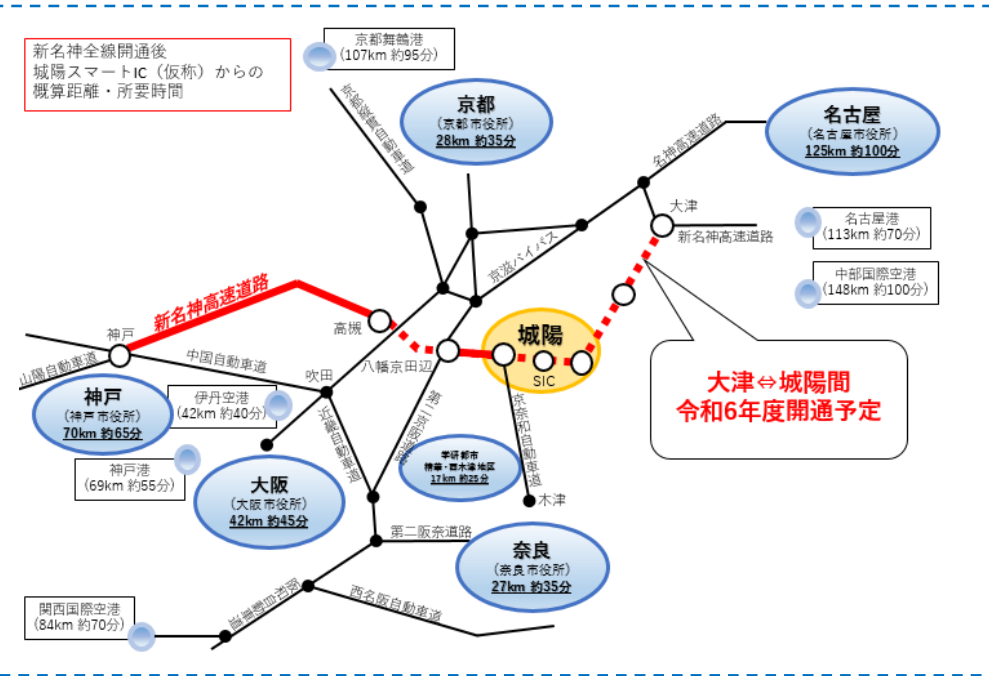 新名神全線開通後
城陽スマートIC（仮称）からの
概算距離・所要時間
京都舞鶴港
(107km 約95分)
京都縦貫自動車道
京都
(京都市役所)
28km 約35分
名古屋
(名古屋市役所)
125km 約100分
名神高速道路
大津
新名神高速道路
名古屋港
(113km 約70分)
中部国際空港
(148km 約100分)
京滋バイパス
新名神高速道路
高槻
神戸
山陽自動車道
中国自動車道
吹田
八幡京田辺
城陽
SIC
大津⇔城陽間
令和6年度開通予定
神戸
(神戸市役所)
70km 約65分
伊丹空港
(42km 約40分)
神戸港
(69km 約55分)
近畿自動車道
第二京阪道路
京奈和自動車道
学研都市
精華・西木津地区
17km 約25分
木津
大阪
(大阪市役所)
42km 約45分
第二阪奈道路
奈良
(奈良市役所)
27km 約35分
阪和自動車道
西名阪自動車道
関西国際空港
(84km 約70分)